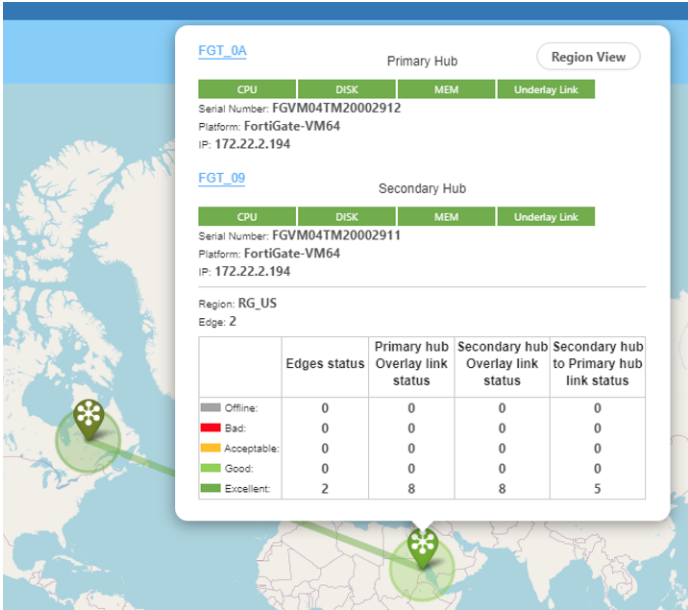 FGT_0A
Primary Hub
Region View
CPU DISK MEM Underlay Link
Serial Number: FGVM04TM20002912
Platform: FortiGate-VM64
IP: 172.22.2.194
FGT_09
Secondary Hub
CPU DISK MEM Underlay Link
Serial Number: FGVM04TM20002911
Platform: FortiGate-VM64
IP: 172.22.2.194
Region: RG_US
Edge: 2
Edges status
Primary hub
Overlay link
status
Secondary hub
Overlay link
status
Secondary hub
to Primary hub
link status
Offline: 0 0 0 0
Bad: 0 0 0 0
Acceptable: 0 0 0 0
Good: 0 0 0 0
Excellent: 2 8 8 5